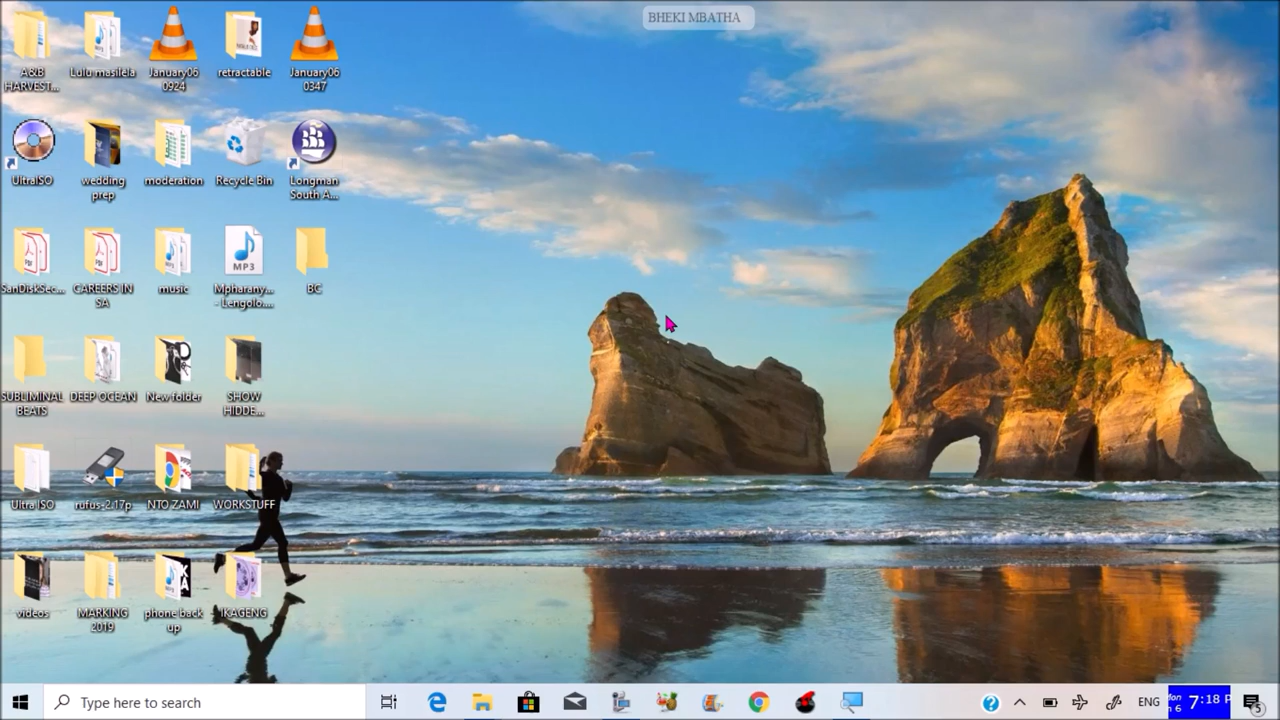 BHEKI MBATHA
A&B HARVEST...
Lulu masilela
January06 0924
retractable
January06 0347
UltraISO
wedding prep
moderation
Recycle Bin
Longman South A...
SanDiskSec...
CAREERS IN SA
music
MP3
Mpharany... - Lengolo....
BC
SUBLIMINAL BEATS
DEEP OCEAN
New folder
SHOW HIDDE...
Ultra ISO
rufus-2.17p
NTO ZAMI
WORKSTUFF
videos
MARKING 2019
phone back up
IKAGENG
Type here to search
ENG
7:18 P
5